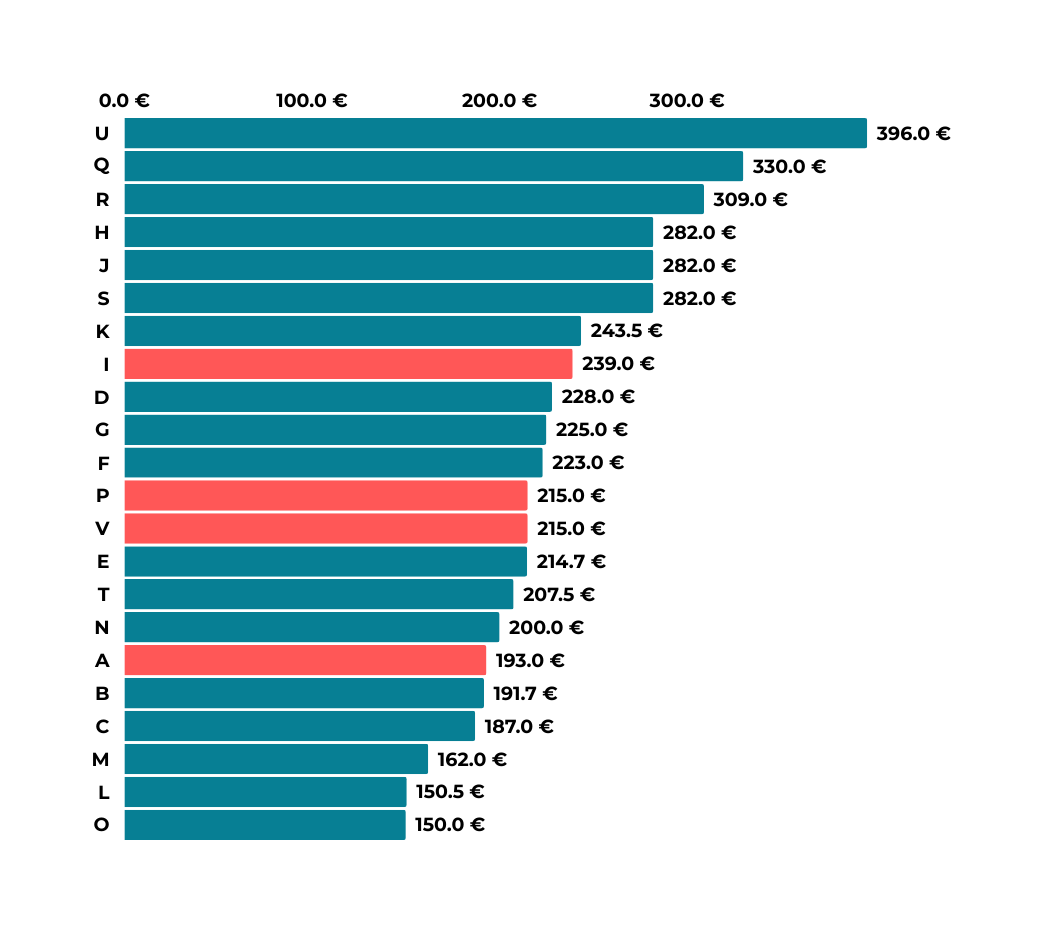 0.0 € 100.0 € 200.0 € 300.0 €
U 396.0 €
Q 330.0 €
R 309.0 €
H 282.0 €
J 282.0 €
S 282.0 €
K 243.5 €
I 239.0 €
D 228.0 €
G 225.0 €
F 223.0 €
P 215.0 €
V 215.0 €
E 214.7 €
T 207.5 €
N 200.0 €
A 193.0 €
B 191.7 €
C 187.0 €
M 162.0 €
L 150.5 €
O 150.0 €